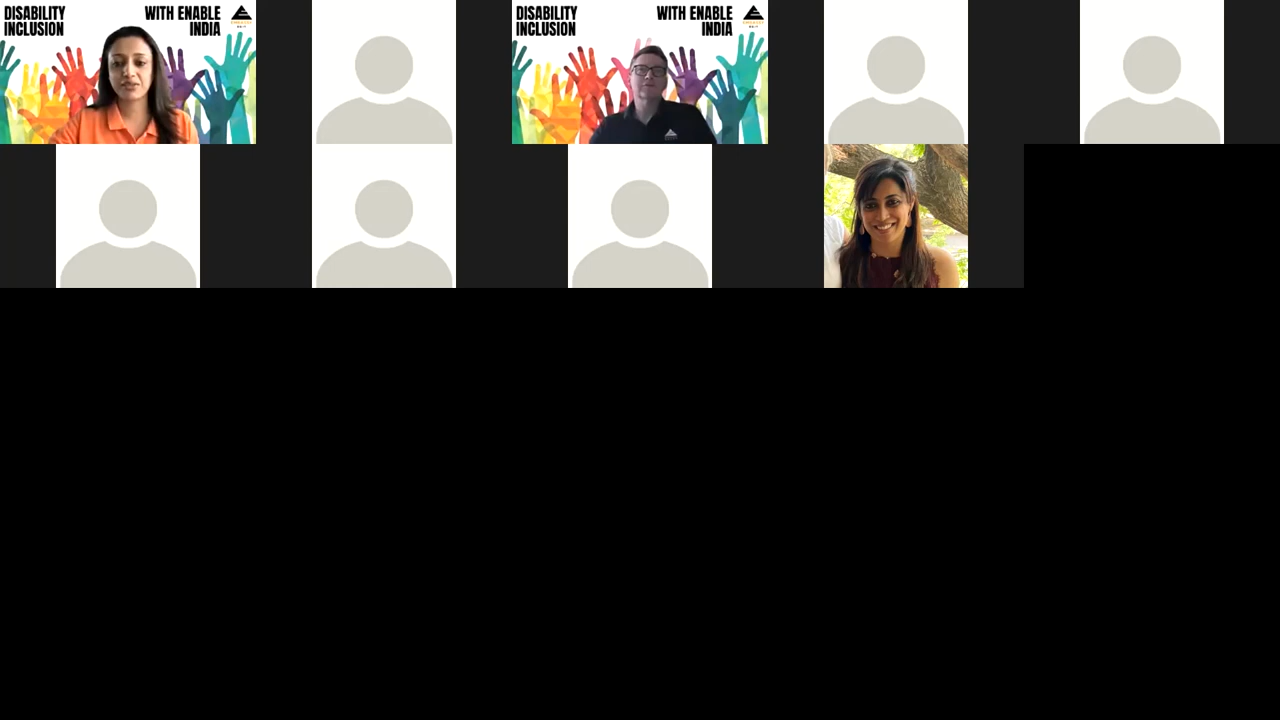 DISABILITY
INCLUSION
WITH ENABLE
INDIA
DISABILITY
INCLUSION
WITH ENABLE
INDIA